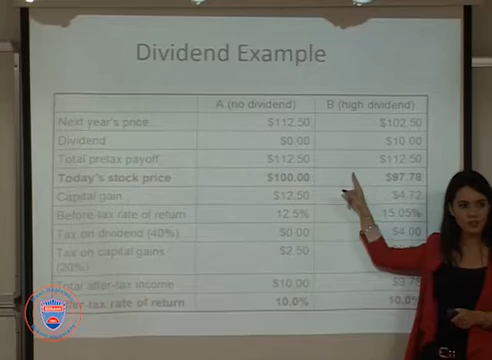 Dividend Example
A (no dividend) B (high dividend)
Next year's price $112.50 $102.50
Dividend $0.00 $10.00
Total pretax payoff $112.50 $112.50
Today's stock price $100.00 $97.78
Capital gain $12.50 $4.72
Before-tax rate of return 12.5% 15.05%
Tax on dividend (40%) $0.00 $4.00
Tax on capital gains $2.50
(20%)
Total after-tax income $10.00 $9.78
After-tax rate of return 10.0% 10.0%